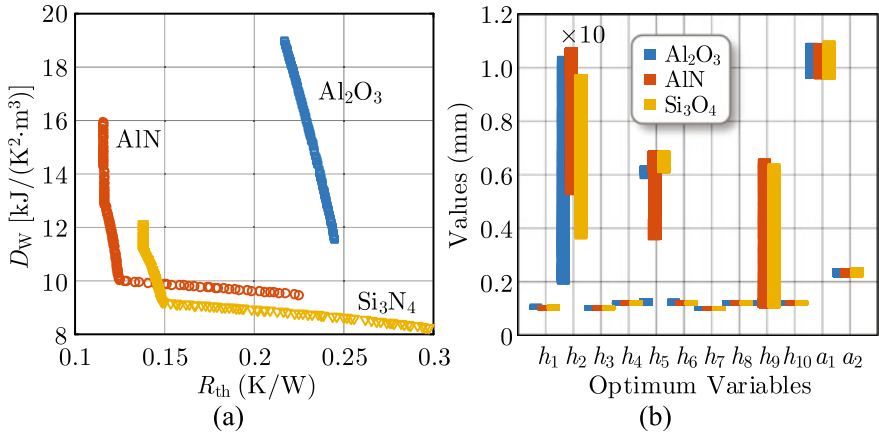 20
18
16
14
12
10
8
D_W [kJ/(K²·m³)]
Al₂O₃
AlN
Si₃N₄
0.1 0.15 0.2 0.25 0.3
R_th (K/W)
(a)
1.2
1.0
0.8
0.6
0.4
0.2
0
Values (mm)
×10
Al₂O₃
AlN
Si₃O₄
h₁ h₂ h₃ h₄ h₅ h₆ h₇ h₈ h₉ h₁₀ a₁ a₂
Optimum Variables
(b)